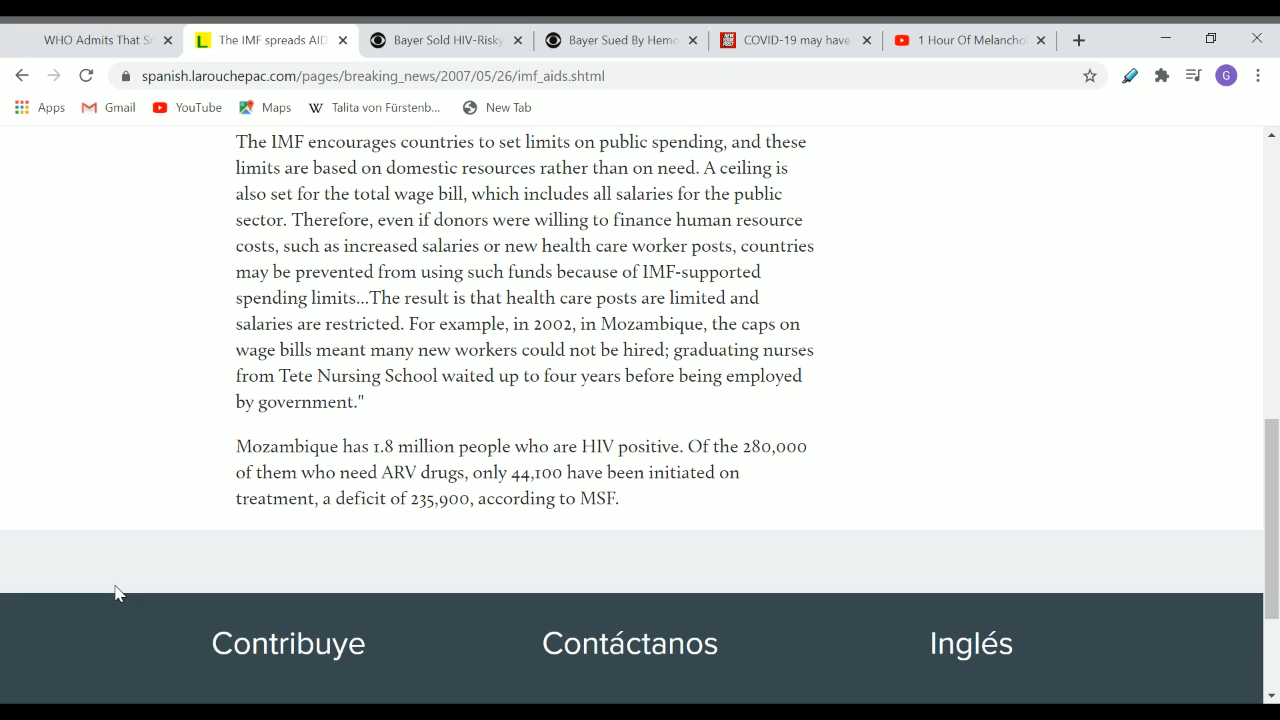 WHO Admits That Sm
The IMF spreads AID
Bayer Sold HIV-Risky
Bayer Sued By Hemo
COVID-19 may have
1 Hour Of Melancho
spanish.larouchepac.com/pages/breaking_news/2007/05/26/imf_aids.shtml
G
Apps
Gmail
YouTube
Maps
W
Talita von Fürstenb...
New Tab
The IMF encourages countries to set limits on public spending, and these
limits are based on domestic resources rather than on need. A ceiling is
also set for the total wage bill, which includes all salaries for the public
sector. Therefore, even if donors were willing to finance human resource
costs, such as increased salaries or new health care worker posts, countries
may be prevented from using such funds because of IMF-supported
spending limits...The result is that health care posts are limited and
salaries are restricted. For example, in 2002, in Mozambique, the caps on
wage bills meant many new workers could not be hired; graduating nurses
from Tete Nursing School waited up to four years before being employed
by government."
Mozambique has 1.8 million people who are HIV positive. Of the 280,000
of them who need ARV drugs, only 44,100 have been initiated on
treatment, a deficit of 235,900, according to MSF.
Contribuye
Contáctanos
Inglés